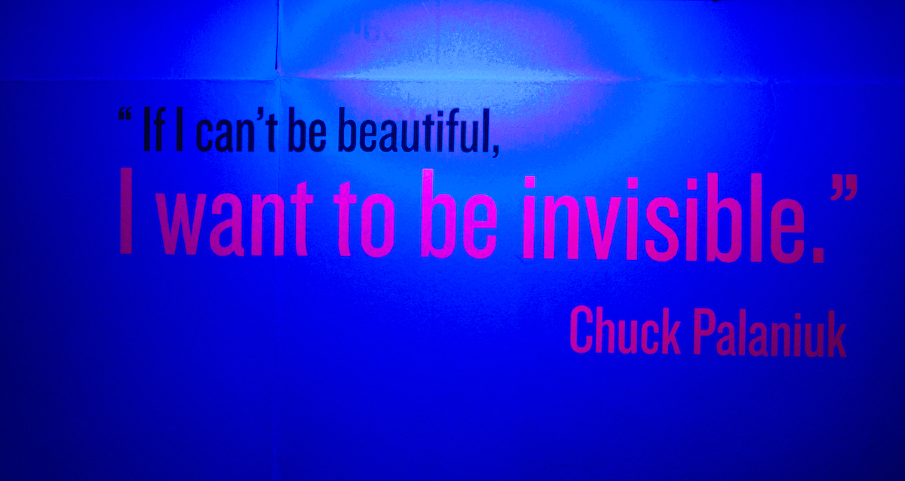 “ If I can’t be beautiful,
I want to be invisible.”
Chuck Palaniuk